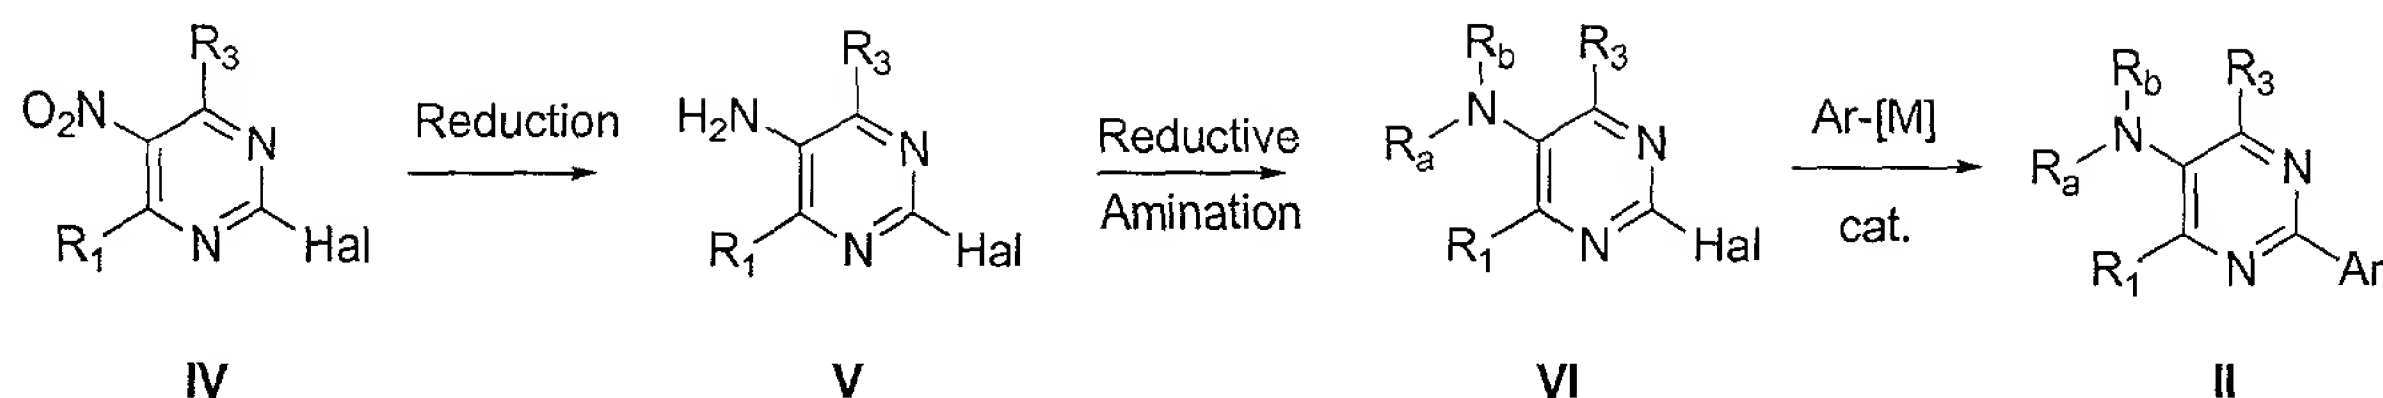 R3
O2N
N
N
R1
Hal
IV
Reduction
R3
H2N
N
N
R1
Hal
V
Reductive
Amination
Rb
R3
N
Ra
N
N
R1
Hal
VI
Ar-[M]
cat.
Rb
R3
N
Ra
N
N
R1
Ar
II